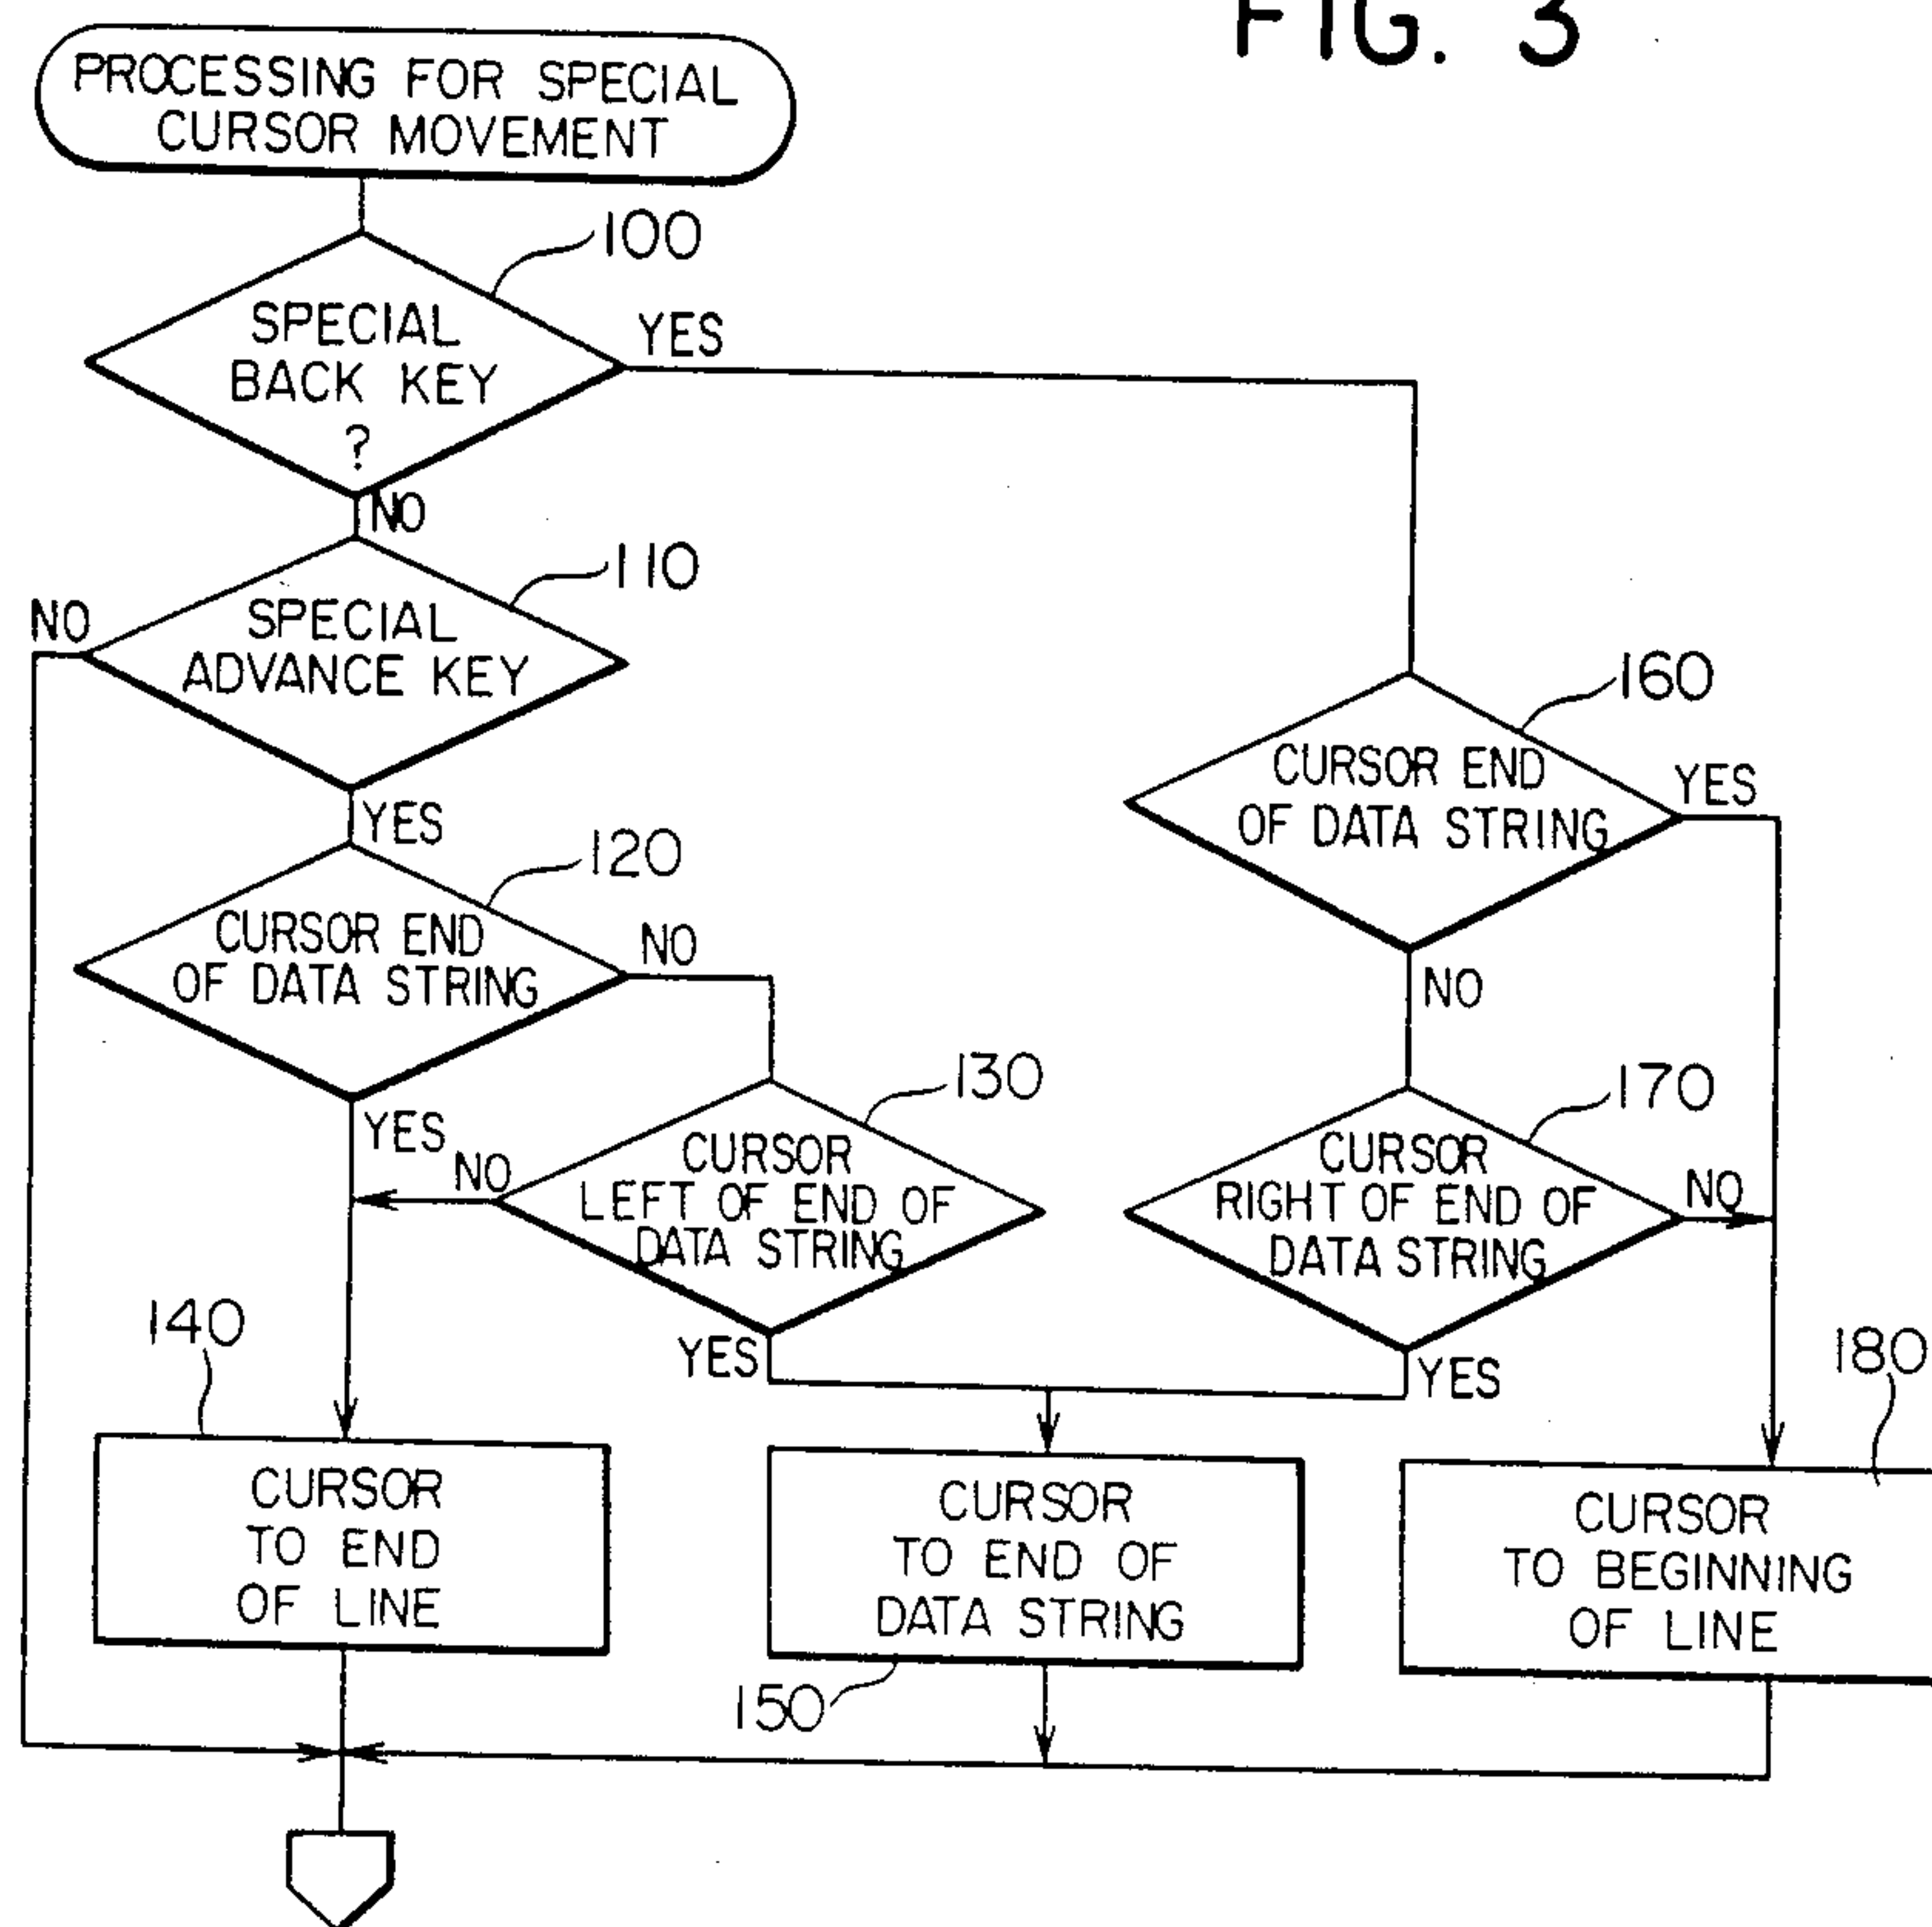 FIG. 3
PROCESSING FOR SPECIAL
CURSOR MOVEMENT
100
SPECIAL
BACK KEY
?
YES
NO
110
SPECIAL
ADVANCE KEY
NO
YES
160
CURSOR END
OF DATA STRING
YES
NO
120
CURSOR END
OF DATA STRING
NO
YES
130
CURSOR
LEFT OF END OF
DATA STRING
NO
YES
170
CURSOR
RIGHT OF END OF
DATA STRING
NO
YES
140
CURSOR
TO END
OF LINE
CURSOR
TO END OF
DATA STRING
150
180
CURSOR
TO BEGINNING
OF LINE